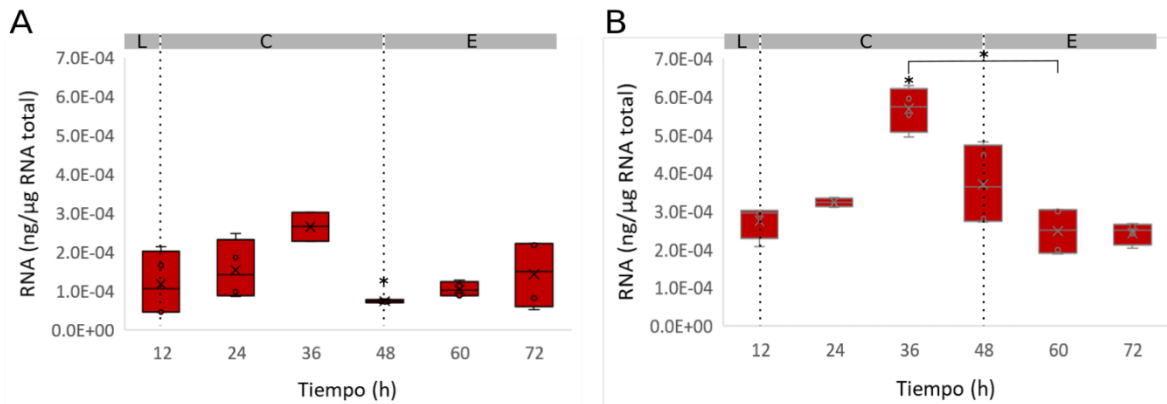 A
L C E
7.0E-04
6.0E-04
5.0E-04
4.0E-04
3.0E-04
2.0E-04
1.0E-04
0.0E+00
RNA (ng/μg RNA total)
*
12 24 36 48 60 72
Tiempo (h)
B
L C E
7.0E-04
6.0E-04
5.0E-04
4.0E-04
3.0E-04
2.0E-04
1.0E-04
0.0E+00
RNA (ng/μg RNA total)
*
*
12 24 36 48 60 72
Tiempo (h)